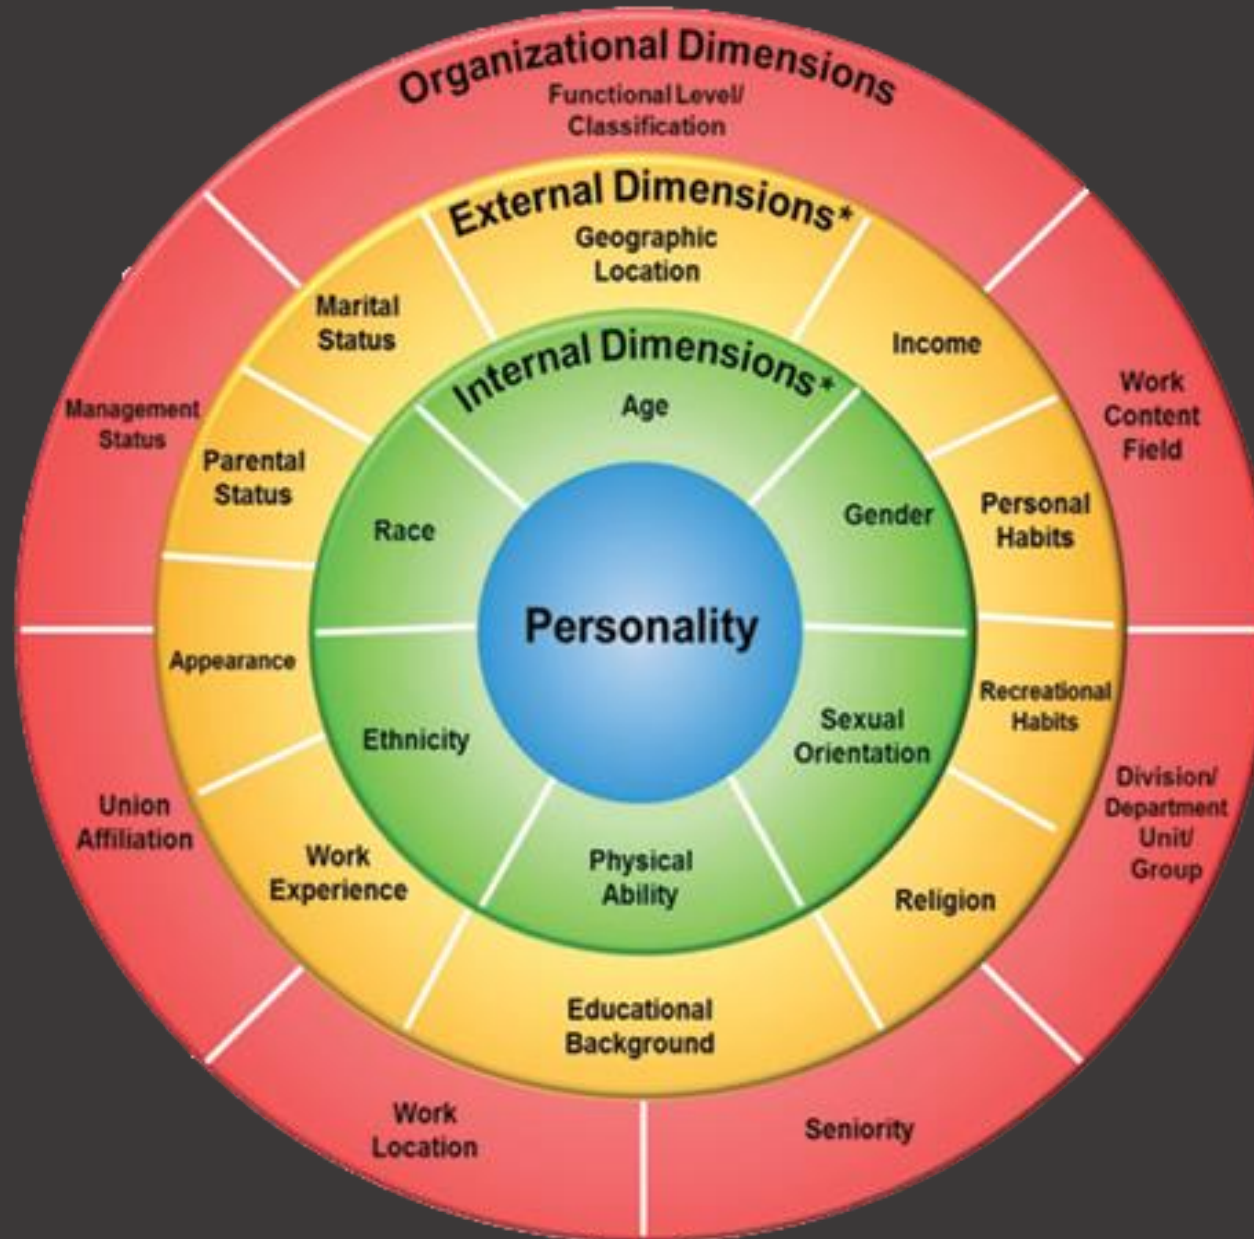 Organizational Dimensions
Functional Level/
Classification
External Dimensions*
Geographic
Location
Internal Dimensions*
Age
Personality
Gender
Sexual
Orientation
Physical
Ability
Ethnicity
Race
Income
Personal
Habits
Recreational
Habits
Religion
Educational
Background
Work
Experience
Appearance
Parental
Status
Marital
Status
Work
Content
Field
Division/
Department
Unit/
Group
Seniority
Work
Location
Union
Affiliation
Management
Status